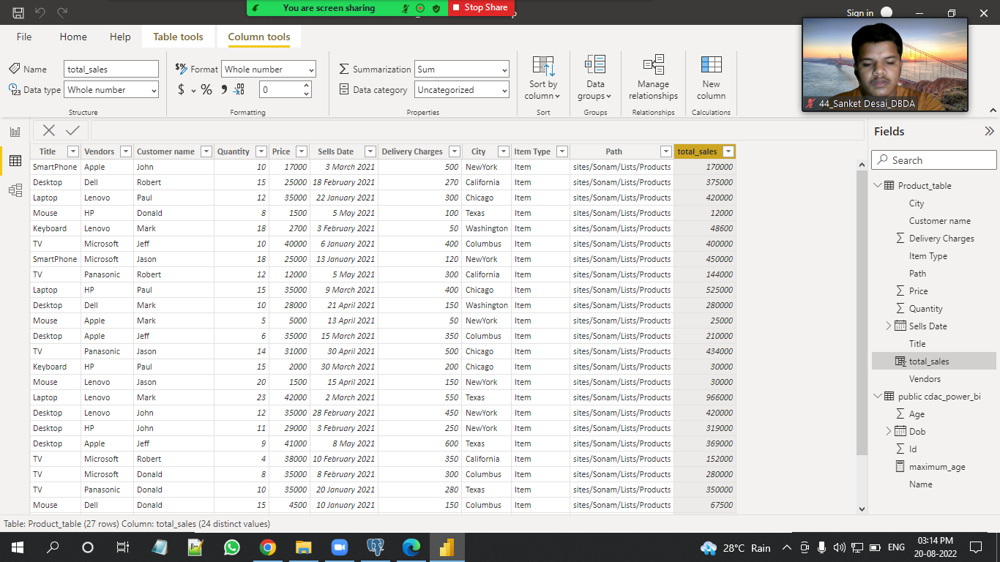 You are screen sharing
Stop Share
Sign in
File Home Help Table tools Column tools
Name total_sales
Data type Whole number
Structure
Format Whole number
$ % 0
Formatting
Summarization Sum
Data category Uncategorized
Properties
Sort by
column
Sort
Data
groups
Groups
Manage
relationships
Relationships
New
column
Calculations
44_Sanket Desai_DBDA
Title Vendors Customer name Quantity Price Sells Date Delivery Charges City Item Type Path total_sales
SmartPhone Apple John 10 17000 3 March 2021 500 NewYork Item sites/Sonam/Lists/Products 170000
Desktop Dell Robert 15 25000 18 February 2021 270 California Item sites/Sonam/Lists/Products 375000
Laptop Lenovo Paul 12 35000 22 January 2021 300 Chicago Item sites/Sonam/Lists/Products 420000
Mouse HP Donald 8 1500 5 May 2021 100 Texas Item sites/Sonam/Lists/Products 12000
Keyboard Lenovo Mark 18 2700 3 February 2021 50 Washington Item sites/Sonam/Lists/Products 48600
TV Microsoft Jeff 10 40000 6 January 2021 400 Columbus Item sites/Sonam/Lists/Products 400000
SmartPhone Microsoft Jason 18 25000 13 January 2021 120 NewYork Item sites/Sonam/Lists/Products 450000
TV Panasonic Robert 12 12000 5 May 2021 300 California Item sites/Sonam/Lists/Products 144000
Laptop HP Paul 15 35000 9 March 2021 400 Chicago Item sites/Sonam/Lists/Products 525000
Desktop Dell Mark 10 28000 21 April 2021 150 Washington Item sites/Sonam/Lists/Products 280000
Mouse Apple Mark 5 5000 13 April 2021 50 NewYork Item sites/Sonam/Lists/Products 25000
Desktop Apple Jeff 6 35000 15 March 2021 350 Columbus Item sites/Sonam/Lists/Products 210000
TV Panasonic Jason 14 31000 30 April 2021 500 Chicago Item sites/Sonam/Lists/Products 434000
Keyboard HP Paul 15 2000 30 March 2021 200 Chicago Item sites/Sonam/Lists/Products 30000
Mouse Lenovo Jason 20 1500 15 April 2021 150 NewYork Item sites/Sonam/Lists/Products 30000
Laptop Lenovo Mark 23 42000 2 March 2021 550 Texas Item sites/Sonam/Lists/Products 966000
Desktop Lenovo John 12 35000 28 February 2021 450 NewYork Item sites/Sonam/Lists/Products 420000
Desktop HP John 11 29000 3 February 2021 250 NewYork Item sites/Sonam/Lists/Products 319000
Desktop Apple Jeff 9 41000 8 May 2021 600 Texas Item sites/Sonam/Lists/Products 369000
TV Microsoft Robert 4 38000 10 February 2021 350 California Item sites/Sonam/Lists/Products 152000
TV Microsoft Donald 8 35000 8 February 2021 300 Columbus Item sites/Sonam/Lists/Products 280000
TV Panasonic Donald 10 35000 20 January 2021 280 Texas Item sites/Sonam/Lists/Products 350000
Mouse Dell Donald 15 4500 10 January 2021 150 Columbus Item sites/Sonam/Lists/Products 67500
Fields
Search
Product_table
City
Customer name
Delivery Charges
Item Type
Path
Price
Quantity
Sells Date
Title
total_sales
Vendors
public cdac_power_bi
Age
Dob
Id
maximum_age
Name
Table: Product_table (27 rows) Column: total_sales (24 distinct values)
28°C Rain
ENG
03:14 PM
20-08-2022